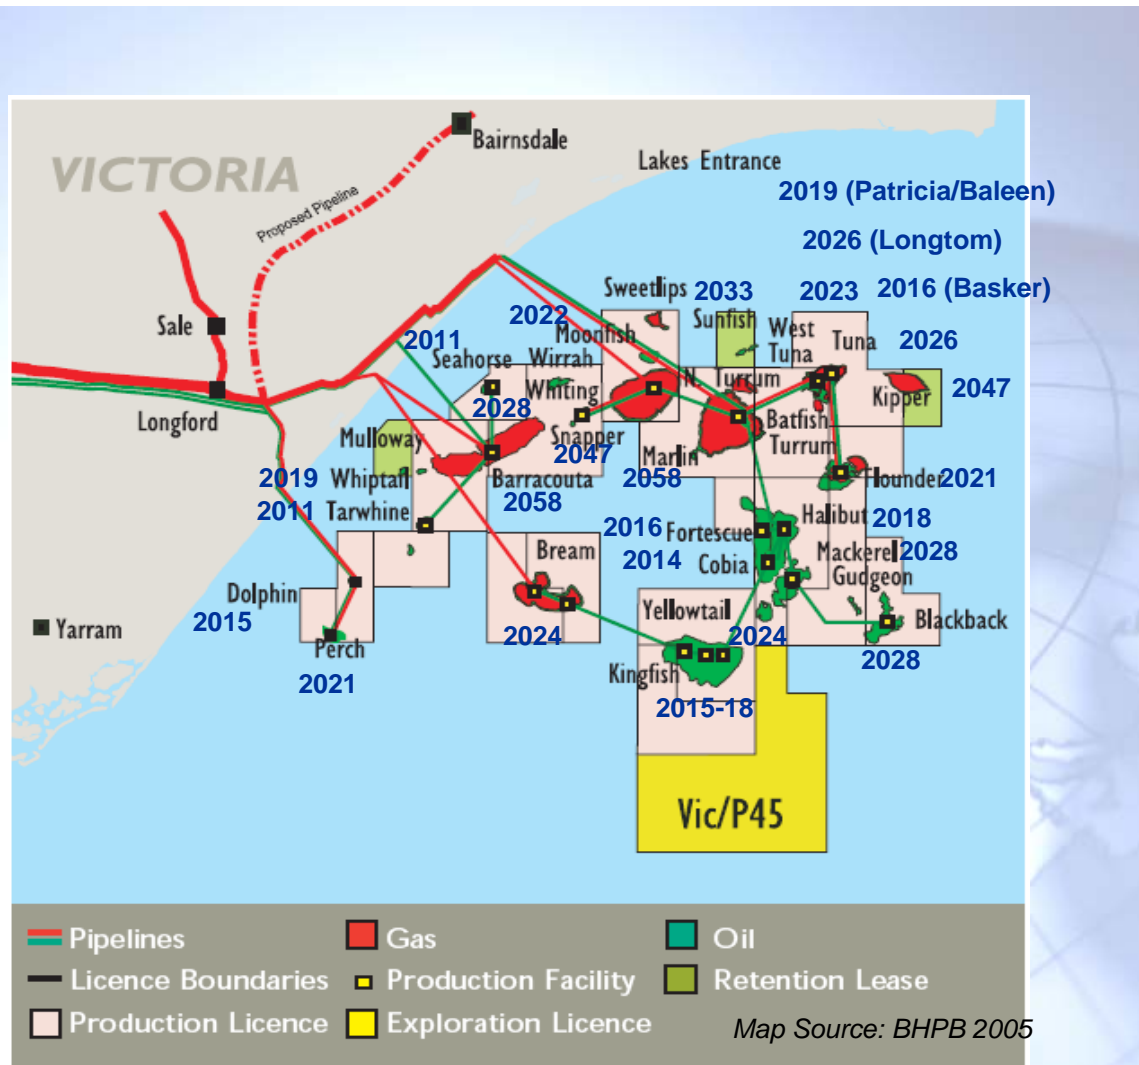 Bairnsdale
VICTORIA
Lakes Entrance
Proposed Pipeline
2019 (Patricia/Baleen)
2026 (Longtom)
Sweetlips
2033
2023
2016 (Basker)
Sunfish
2022
Moonfish
West
Tuna
Tuna
Sale
2011
2026
Seahorse
Wirrah
N. Turrum
Whiting
Kipper
2047
Longford
2028
Batfish
Mulloway
Snapper
Turrum
2047
Marlin
Whiptail
2019
Barracouta
2058
Flounder
2021
2058
2011
Tarwhine
2016
Fortescue
Halibut
2018
Bream
Mackerel
2028
2014
Cobia
Gudgeon
Dolphin
2015
Yellowtail
Blackback
Yarram
2024
2024
Perch
2028
Kingfish
2021
2015-18
Vic/P45
Pipelines
Gas
Oil
Licence Boundaries
Production Facility
Retention Lease
Production Licence
Exploration Licence
Map Source: BHPB 2005